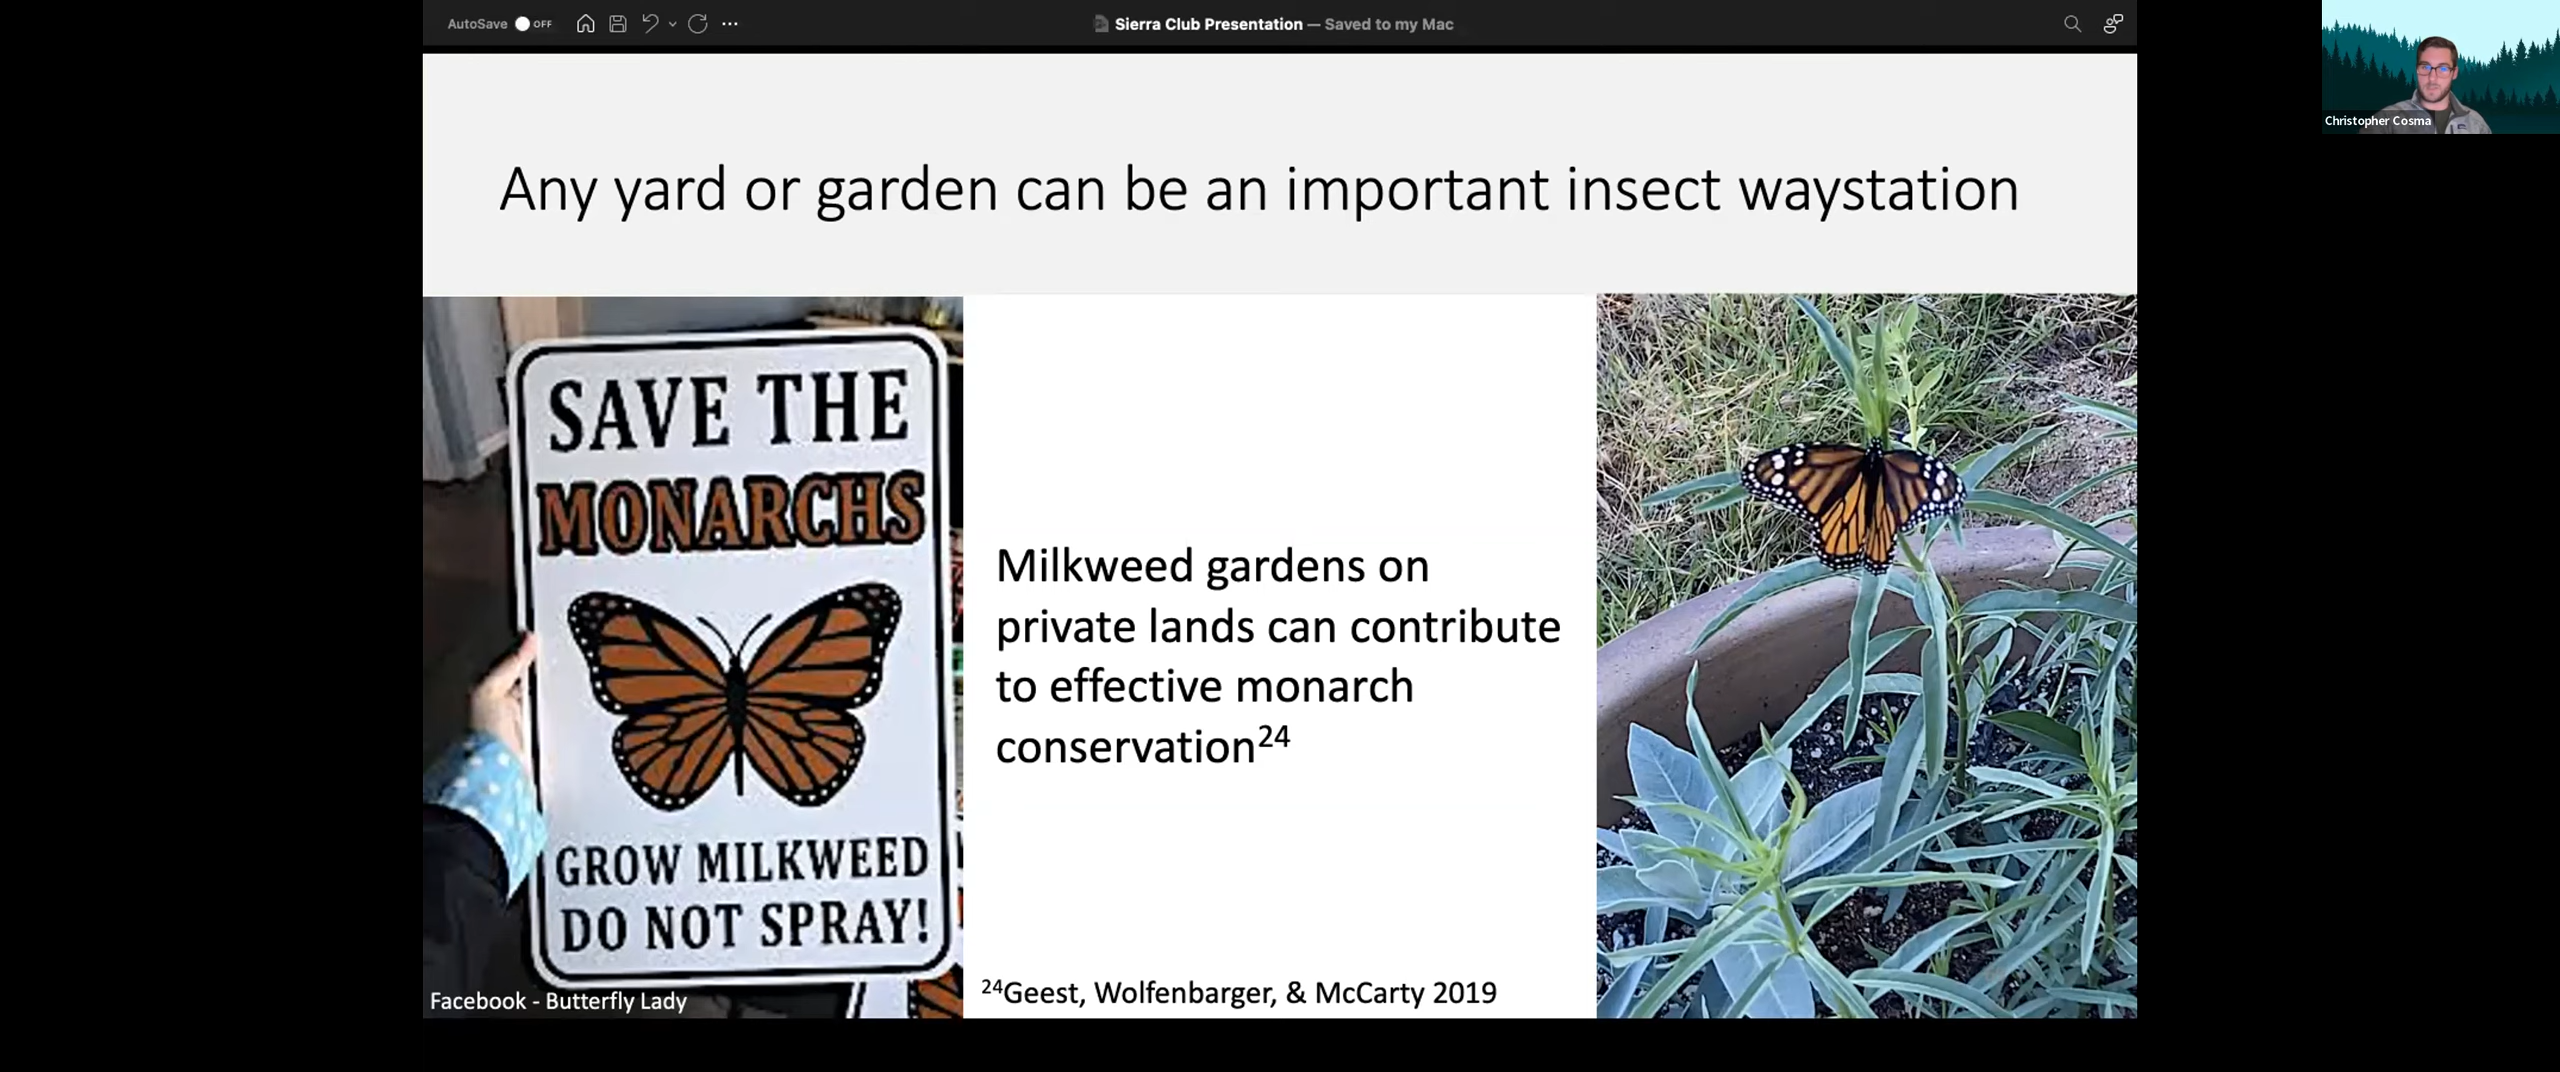 AutoSave OFF
Sierra Club Presentation — Saved to my Mac
Christopher Cosma
Any yard or garden can be an important insect waystation
SAVE THE
MONARCHS
GROW MILKWEED
DO NOT SPRAY!
Facebook - Butterfly Lady
Milkweed gardens on
private lands can contribute
to effective monarch
conservation24
24Geest, Wolfenbarger, & McCarty 2019